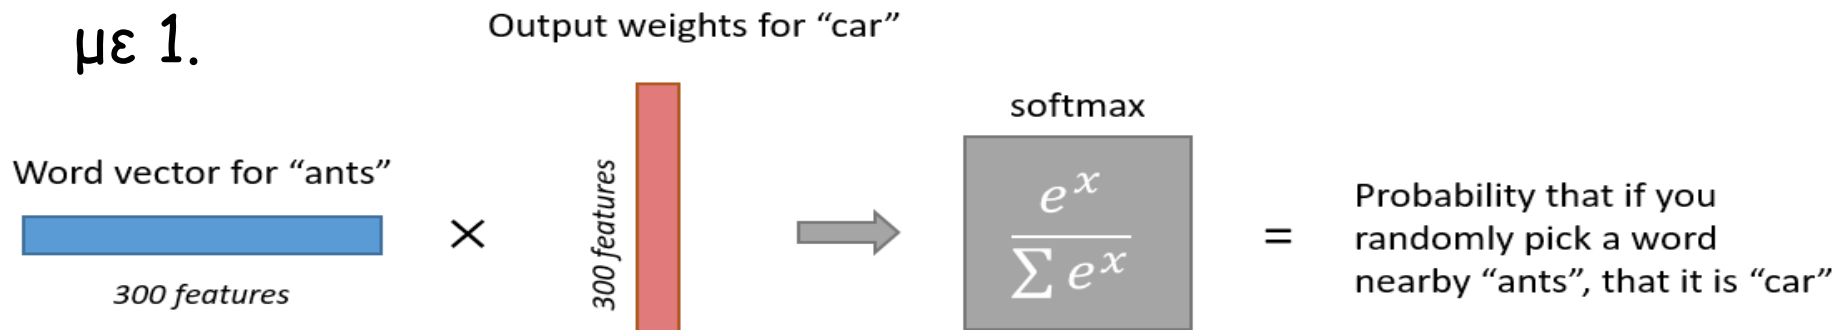 με 1.
Output weights for “car”
softmax
Word vector for “ants”
300 features
×
300 features
e^x
∑ e^x
=
Probability that if you
randomly pick a word
nearby “ants”, that it is “car”